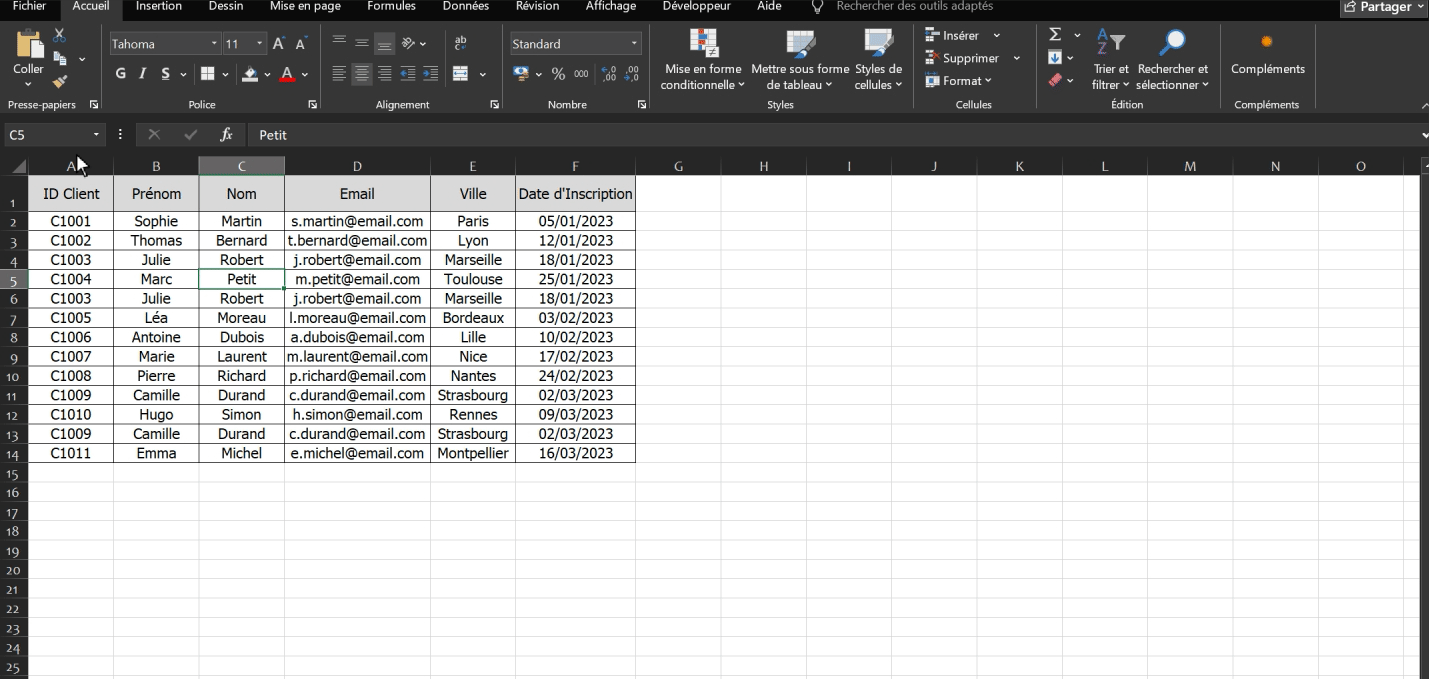 Fichier Accueil Insertion Dessin Mise en page Formules Données Révision Affichage Développeur Aide Rechercher des outils adaptés Partager
Tahoma 11 A A ab Standard Insérer Σ
Coller Mise en forme conditionnelle Mettre sous forme de tableau Styles de cellules Supprimer Trier et filtrer Rechercher et sélectionner Compléments
G I S A % 000 ,00 ,00 Format
Presse-papiers Police Alignement Nombre Styles Cellules Édition Compléments
C5 fx Petit
A B C D E F G H I J K L M N O
1 ID Client Prénom Nom Email Ville Date d'Inscription
2 C1001 Sophie Martin s.martin@email.com Paris 05/01/2023
3 C1002 Thomas Bernard t.bernard@email.com Lyon 12/01/2023
4 C1003 Julie Robert j.robert@email.com Marseille 18/01/2023
5 C1004 Marc Petit m.petit@email.com Toulouse 25/01/2023
6 C1003 Julie Robert j.robert@email.com Marseille 18/01/2023
7 C1005 Léa Moreau l.moreau@email.com Bordeaux 03/02/2023
8 C1006 Antoine Dubois a.dubois@email.com Lille 10/02/2023
9 C1007 Marie Laurent m.laurent@email.com Nice 17/02/2023
10 C1008 Pierre Richard p.richard@email.com Nantes 24/02/2023
11 C1009 Camille Durand c.durand@email.com Strasbourg 02/03/2023
12 C1010 Hugo Simon h.simon@email.com Rennes 09/03/2023
13 C1009 Camille Durand c.durand@email.com Strasbourg 02/03/2023
14 C1011 Emma Michel e.michel@email.com Montpellier 16/03/2023
15
16
17
18
19
20
21
22
23
24
25